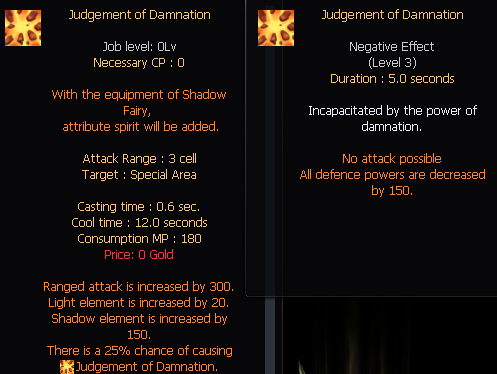 Judgement of Damnation
Job level: 0Lv
Necessary CP : 0
With the equipment of Shadow
Fairy,
attribute spirit will be added.
Attack Range : 3 cell
Target : Special Area
Casting time : 0.6 sec.
Cool time : 12.0 seconds
Consumption MP : 180
Price: 0 Gold
Ranged attack is increased by 300.
Light element is increased by 20.
Shadow element is increased by
150.
There is a 25% chance of causing
Judgement of Damnation.
Judgement of Damnation
Negative Effect
(Level 3)
Duration : 5.0 seconds
Incapacitated by the power of
damnation.
No attack possible
All defence powers are decreased
by 150.